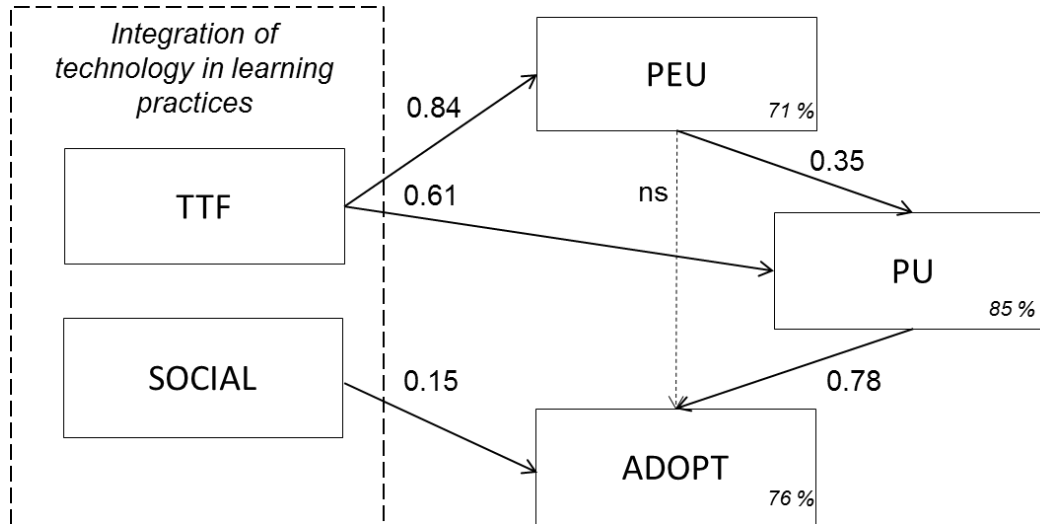 Integration of
technology in learning
practices
TTF
SOCIAL
0.84
0.61
0.15
PEU
71 %
ns
0.35
PU
85 %
0.78
ADOPT
76 %